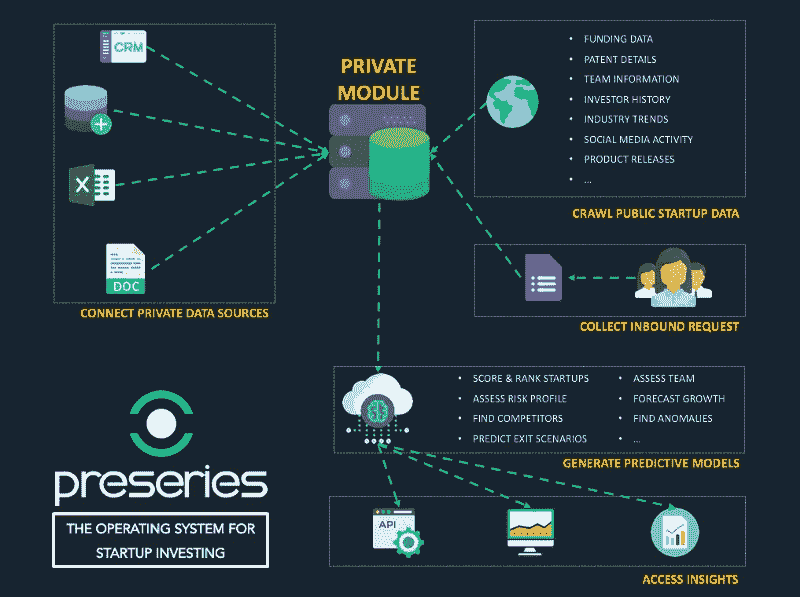 CRM
DOC
CONNECT PRIVATE DATA SOURCES
PRIVATE
MODULE
• FUNDING DATA
• PATENT DETAILS
• TEAM INFORMATION
• INVESTOR HISTORY
• INDUSTRY TRENDS
• SOCIAL MEDIA ACTIVITY
• PRODUCT RELEASES
• ...
CRAWL PUBLIC STARTUP DATA
COLLECT INBOUND REQUEST
• SCORE & RANK STARTUPS
• ASSESS RISK PROFILE
• FIND COMPETITORS
• PREDICT EXIT SCENARIOS
• ASSESS TEAM
• FORECAST GROWTH
• FIND ANOMALIES
• ...
GENERATE PREDICTIVE MODELS
API
ACCESS INSIGHTS
preseries
THE OPERATING SYSTEM FOR
STARTUP INVESTING